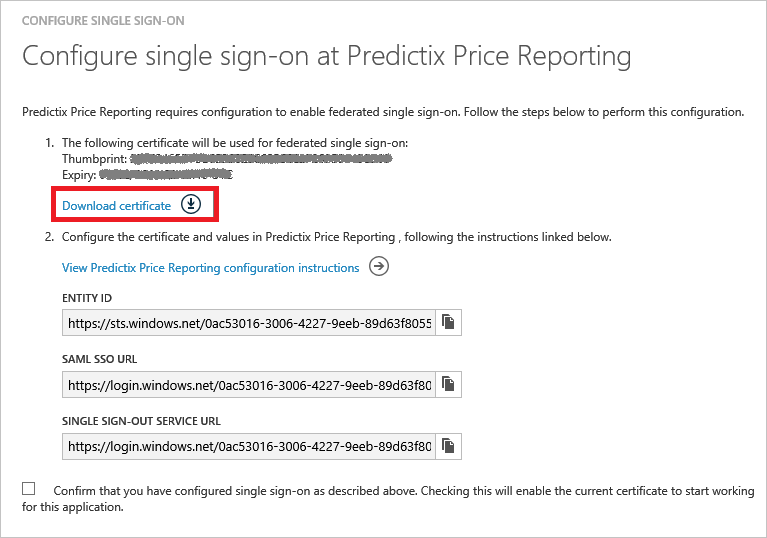 CONFIGURE SINGLE SIGN-ON
Configure single sign-on at Predictix Price Reporting
Predictix Price Reporting requires configuration to enable federated single sign-on. Follow the steps below to perform this configuration.
1. The following certificate will be used for federated single sign-on:
Thumbprint:
Expiry:
Download certificate
2. Configure the certificate and values in Predictix Price Reporting , following the instructions linked below.
View Predictix Price Reporting configuration instructions
ENTITY ID
https://sts.windows.net/0ac53016-3006-4227-9eeb-89d63f8055
SAML SSO URL
https://login.windows.net/0ac53016-3006-4227-9eeb-89d63f80
SINGLE SIGN-OUT SERVICE URL
https://login.windows.net/0ac53016-3006-4227-9eeb-89d63f80
Confirm that you have configured single sign-on as described above. Checking this will enable the current certificate to start working
for this application.